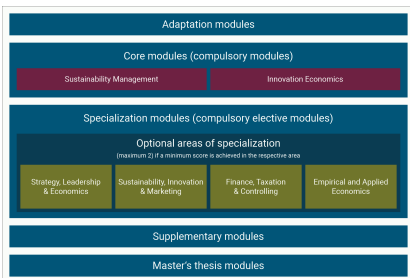 Adaptation modules
Core modules (compulsory modules)
Sustainability Management
Innovation Economics
Specialization modules (compulsory elective modules)
Optional areas of specialization
(maximum 2) if a minimum score is achieved in the respective area
Strategy, Leadership
& Economics
Sustainability, Innovation
& Marketing
Finance, Taxation
& Controlling
Empirical and Applied
Economics
Supplementary modules
Master's thesis modules